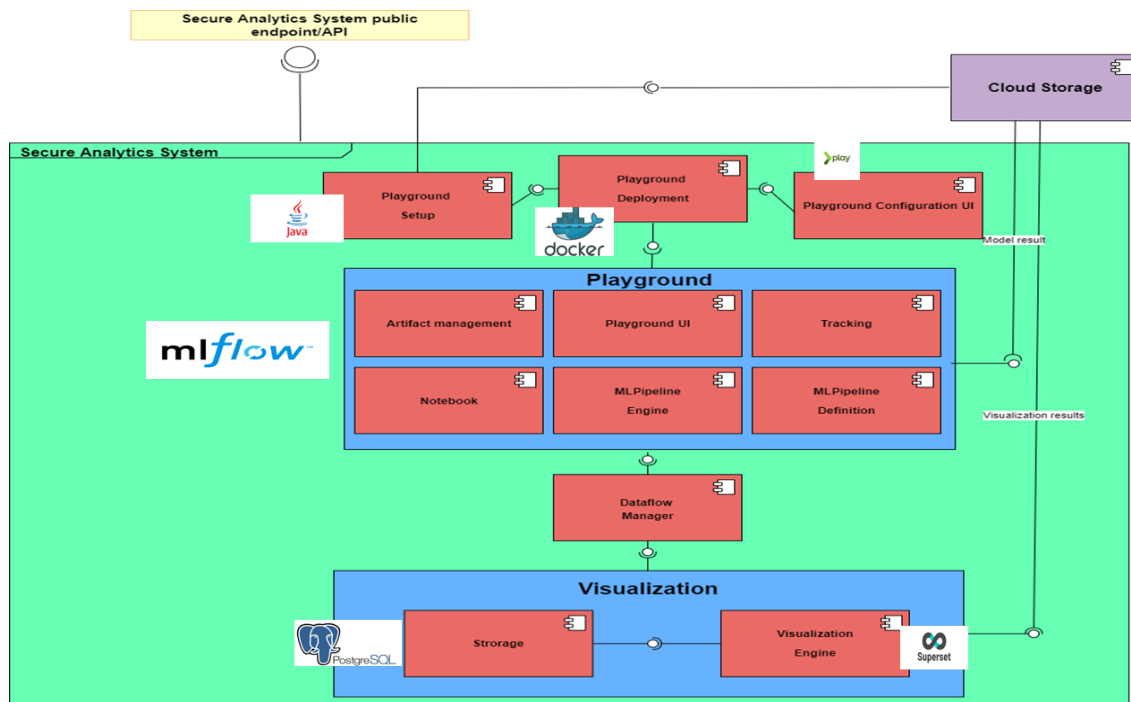 Secure Analytics System public
endpoint/API
Cloud Storage
Secure Analytics System
play
Playground
Setup
Java
Playground
Deployment
docker
Playground Configuration UI
Model result
Playground
Artifact management
Playground UI
Tracking
mlflow™
Notebook
MLPipeline
Engine
MLPipeline
Definition
Visualization results
Dataflow
Manager
Visualization
PostgreSQL
Strorage
Visualization
Engine
Superset